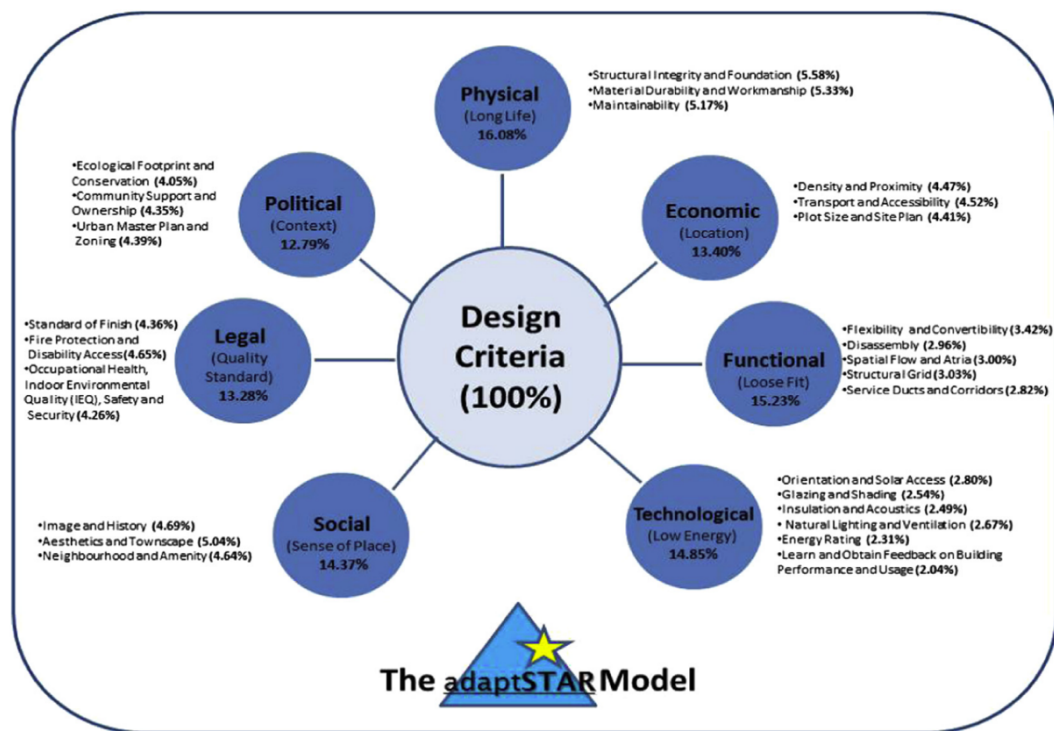 Physical
(Long Life)
16.08%
•Structural Integrity and Foundation (5.58%)
•Material Durability and Workmanship (5.33%)
•Maintainability (5.17%)
Economic
(Location)
13.40%
•Density and Proximity (4.47%)
•Transport and Accessibility (4.52%)
•Plot Size and Site Plan (4.41%)
Functional
(Loose Fit)
15.23%
•Flexibility and Convertibility (3.42%)
•Disassembly (2.96%)
•Spatial Flow and Atria (3.00%)
•Structural Grid (3.03%)
•Service Ducts and Corridors (2.82%)
Technological
(Low Energy)
14.85%
•Orientation and Solar Access (2.80%)
•Glazing and Shading (2.54%)
•Insulation and Acoustics (2.49%)
• Natural Lighting and Ventilation (2.67%)
•Energy Rating (2.31%)
•Learn and Obtain Feedback on Building
Performance and Usage (2.04%)
Social
(Sense of Place)
14.37%
•Image and History (4.69%)
•Aesthetics and Townscape (5.04%)
•Neighbourhood and Amenity (4.64%)
Legal
(Quality
Standard)
13.28%
•Standard of Finish (4.36%)
•Fire Protection and
Disability Access (4.65%)
•Occupational Health,
Indoor Environmental
Quality (IEQ), Safety and
Security (4.26%)
Political
(Context)
12.79%
•Ecological Footprint and
Conservation (4.05%)
•Community Support and
Ownership (4.35%)
•Urban Master Plan and
Zoning (4.39%)
Design
Criteria
(100%)
The adaptSTAR Model